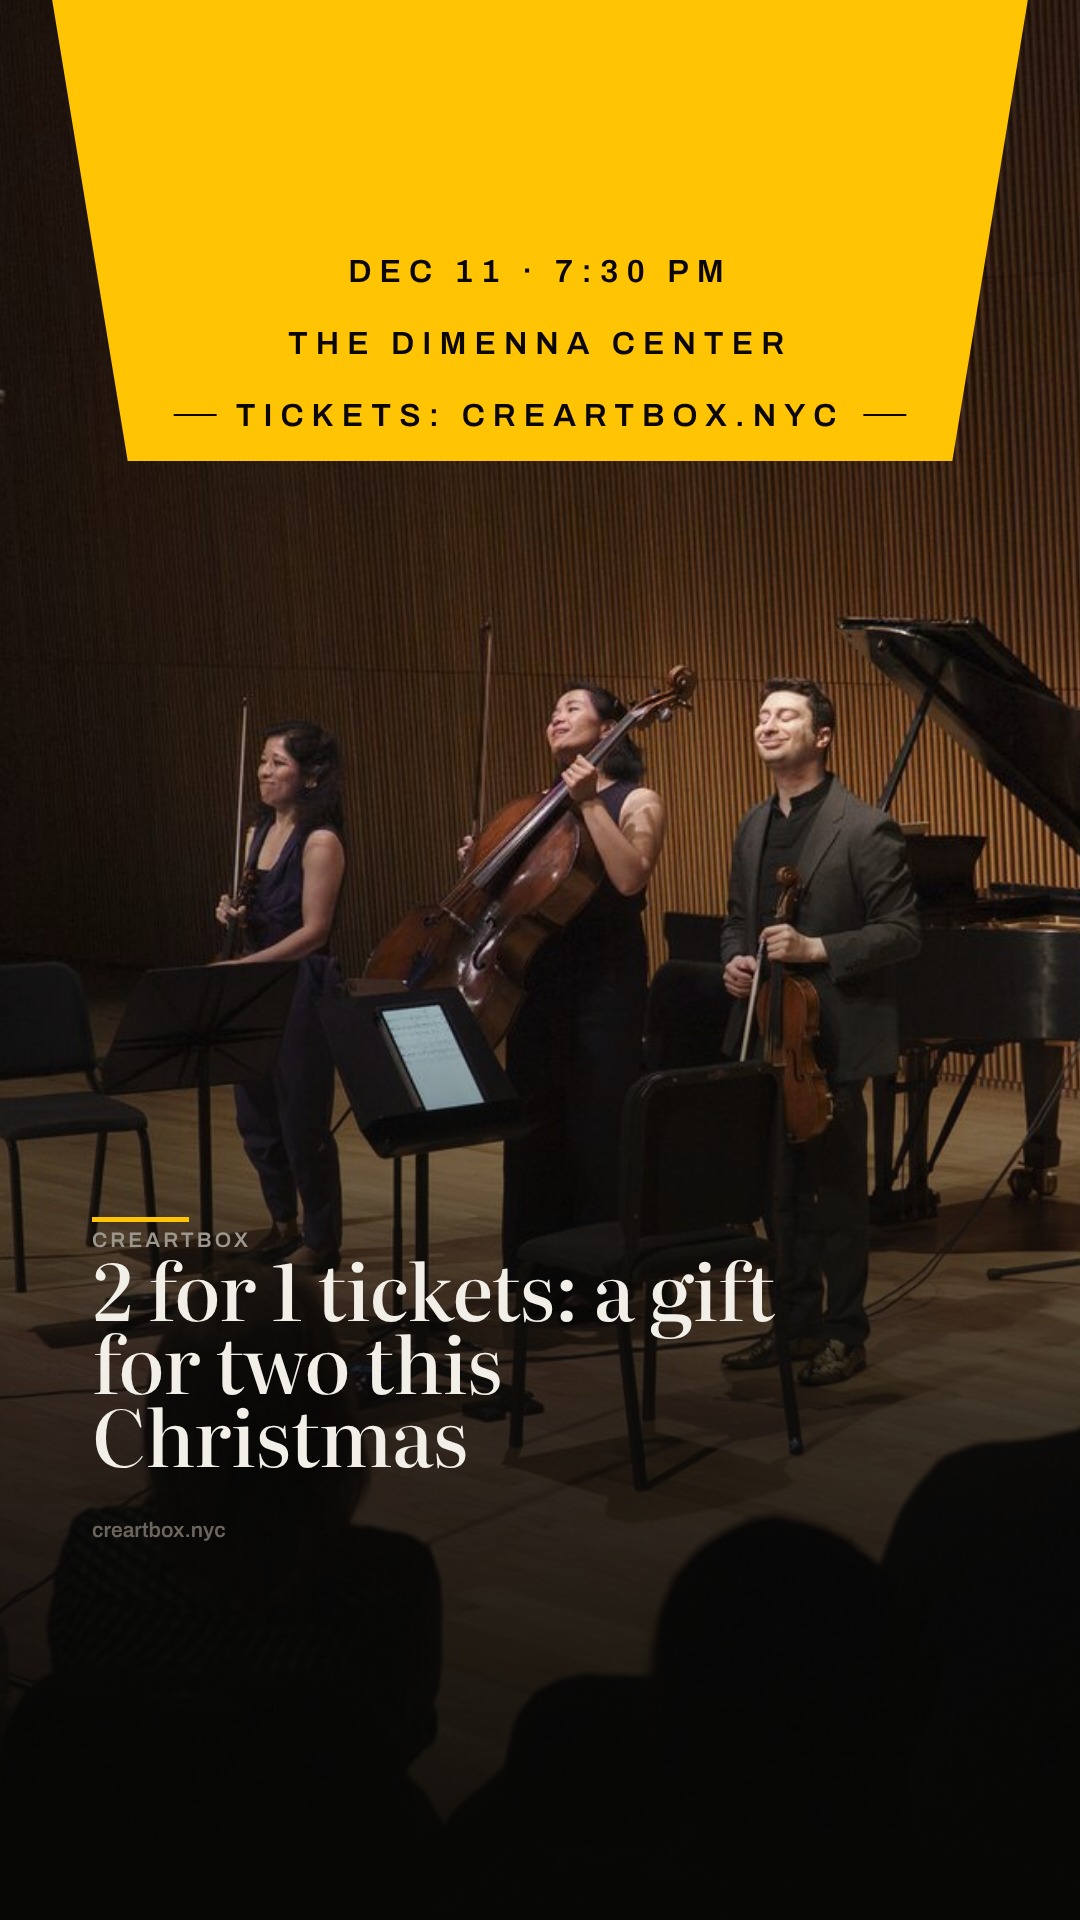 DEC 11 · 7:30 PM
THE DIMENNA CENTER
TICKETS: CREARTBOX.NYC
CREARTBOX
2 for 1 tickets: a gift
for two this
Christmas
creartbox.nyc